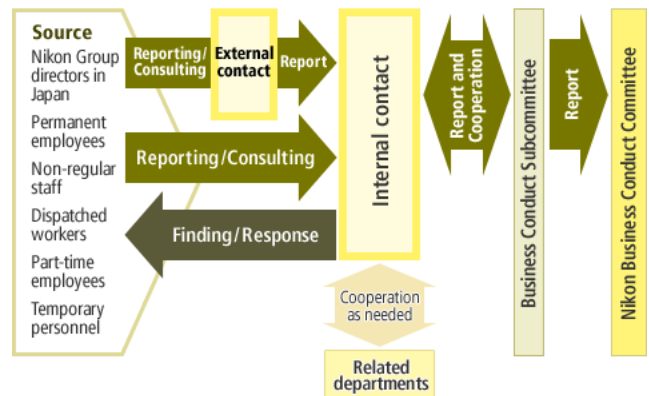 Source
Nikon Group
directors in
Japan
Permanent
employees
Non-regular
staff
Dispatched
workers
Part-time
employees
Temporary
personnel
Reporting/
Consulting
External
contact
Report
Reporting/Consulting
Finding/Response
Internal contact
Cooperation
as needed
Related
departments
Report and
Cooperation
Business Conduct Subcommittee
Report
Nikon Business Conduct Committee